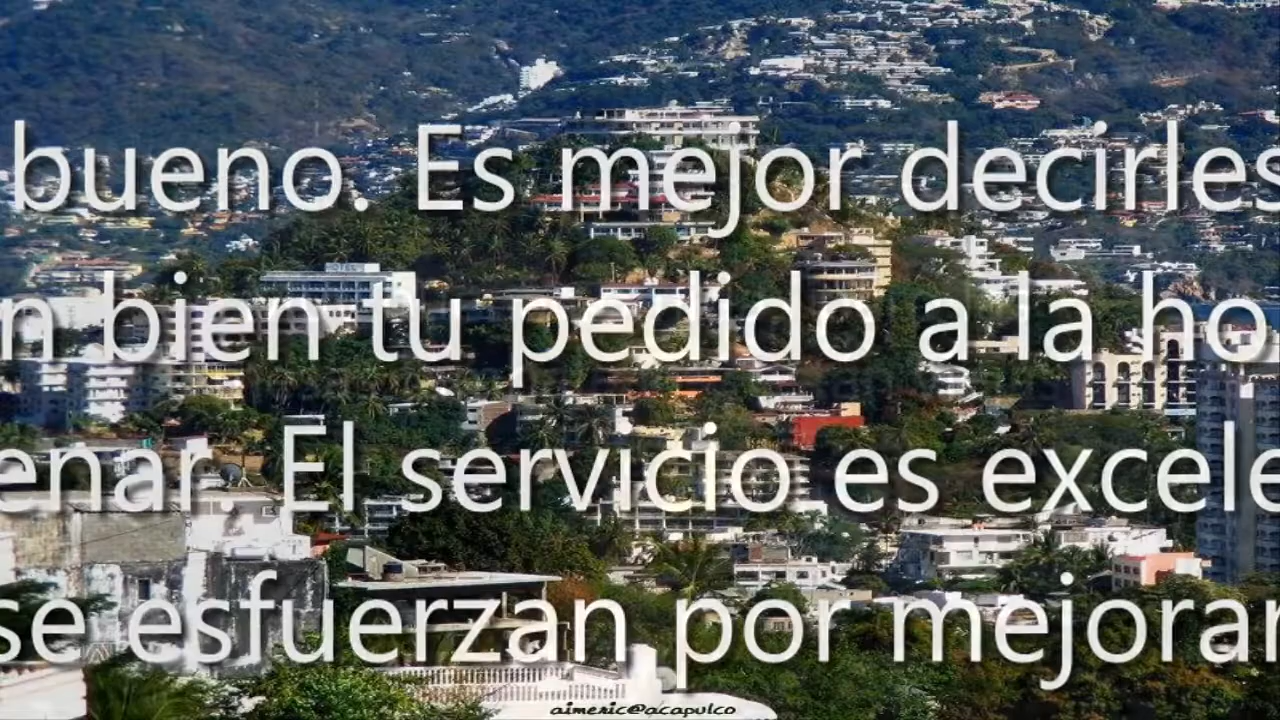 bueno. Es mejor decirles
n bien tu pedido a la ho
enar. El servicio es excele
se esfuerzan por mejorar
aimeric@acapulco